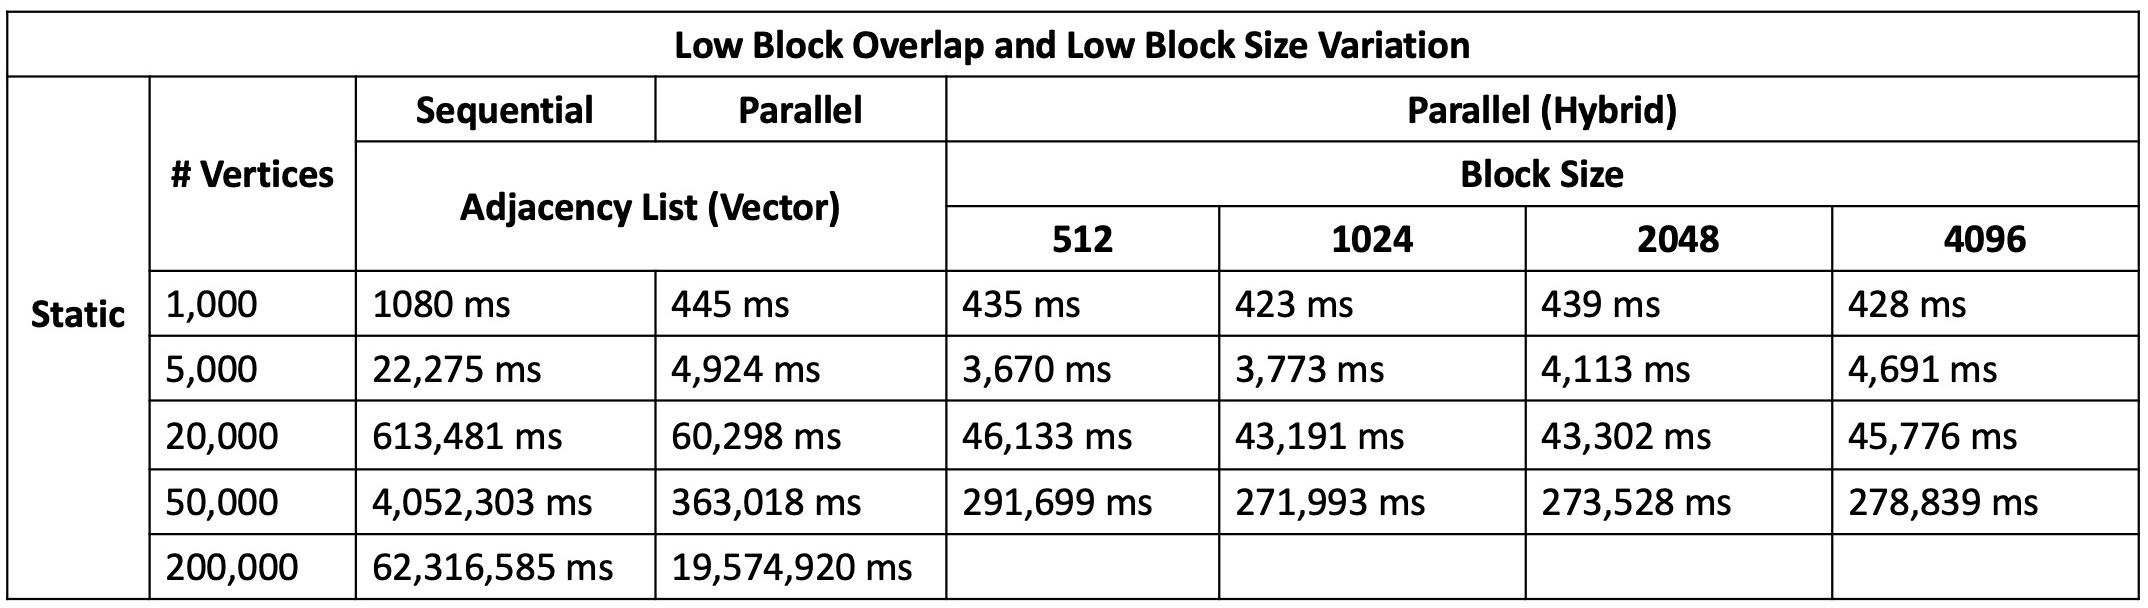 Low Block Overlap and Low Block Size Variation
Static # Vertices Sequential Parallel Parallel (Hybrid)
Adjacency List (Vector) Block Size
512 1024 2048 4096
1,000 1080 ms 445 ms 435 ms 423 ms 439 ms 428 ms
5,000 22,275 ms 4,924 ms 3,670 ms 3,773 ms 4,113 ms 4,691 ms
20,000 613,481 ms 60,298 ms 46,133 ms 43,191 ms 43,302 ms 45,776 ms
50,000 4,052,303 ms 363,018 ms 291,699 ms 271,993 ms 273,528 ms 278,839 ms
200,000 62,316,585 ms 19,574,920 ms